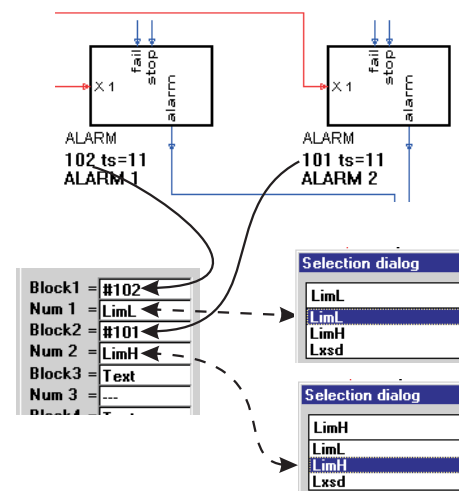 fail
stop
X 1
alarm
ALARM
102 ts=11
ALARM 1
fail
stop
X 1
alarm
ALARM
101 ts=11
ALARM 2
Block1 = #102
Num 1 = LimL
Block2 = #101
Num 2 = LimH
Block3 = Text
Num 3 = ---
Selection dialog
LimL
LimL
LimH
Lxsd
Selection dialog
LimH
LimL
LimH
Lxsd